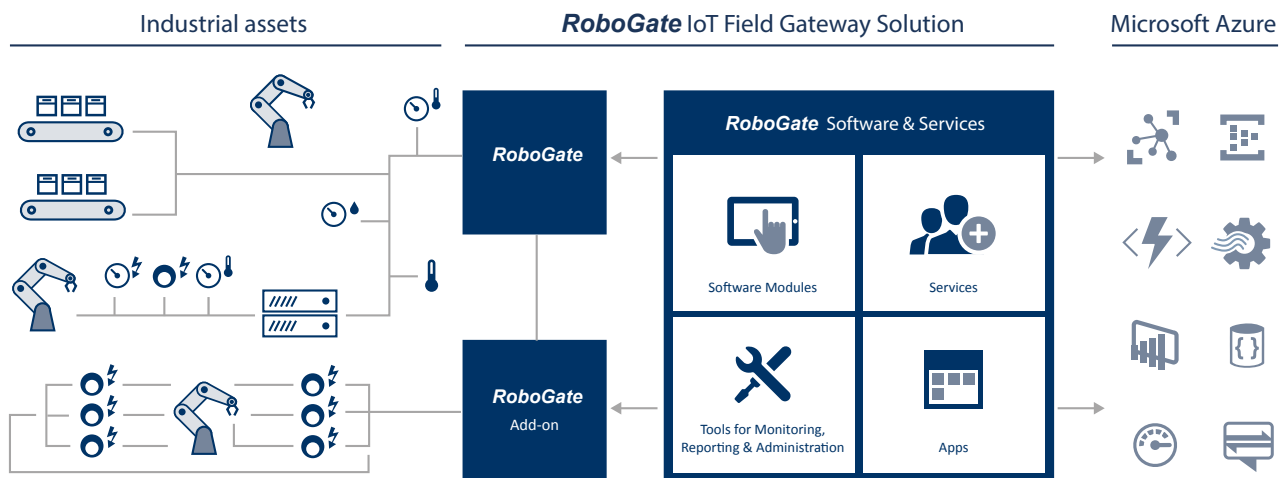 Industrial assets
RoboGate IoT Field Gateway Solution
Microsoft Azure
RoboGate
RoboGate Software & Services
Software Modules
Services
RoboGate
Add-on
Tools for Monitoring,
Reporting & Administration
Apps